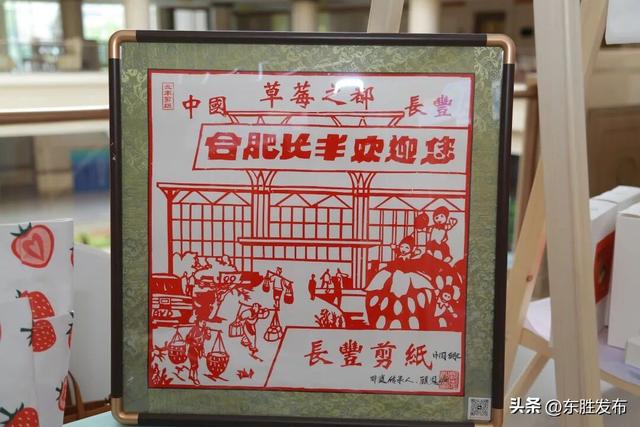 草莓之都
中國 長豐
合肥长丰欢迎您
長豐剪紙
头条 @东胜发布